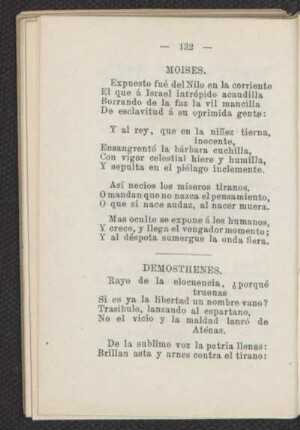 — 132 —
MOISES.
Expuesto fué del Nilo en la corriente
El que á Israel intrépido acaudilla
Borrando de la faz la vil mancilla
De esclavitud á su oprimida gente:
Y al rey, que en la niñez tierna,
inocente,
Ensangrentó la bárbara cuchilla,
Con vigor celestial hiere y humilla,
Y sepulta en el piélago inclemente.
Así necios los míseros tiranos,
O mandan que no nazca el pensamiento,
O que si nace audaz, al nacer muera.
Mas oculto se expone á los humanos,
Y crece, y llega el vengador momento;
Y al déspota sumerge la onda fiera.
DEMOSTHENES.
Rayo de la elocuencia, ¿porqué
truenas
Si es ya la libertad un nombre vano?
Trasibulo, lanzando al espartano,
No el vicio y la maldad lanzó de
Aténas.
De la sublime voz la patria llenas:
Brillan asta y arnes contra el tirano: